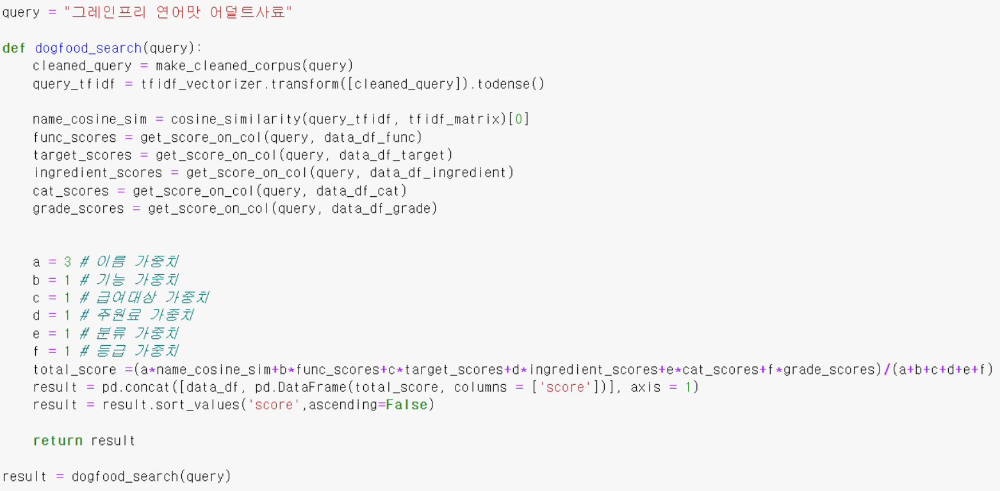 query = "그레인프리 연어맛 어덜트사료"
def dogfood_search(query):
    cleaned_query = make_cleaned_corpus(query)
    query_tfidf = tfidf_vectorizer.transform([cleaned_query]).todense()
    name_cosine_sim = cosine_similarity(query_tfidf, tfidf_matrix)[0]
    func_scores = get_score_on_col(query, data_df_func)
    target_scores = get_score_on_col(query, data_df_target)
    ingredient_scores = get_score_on_col(query, data_df_ingredient)
    cat_scores = get_score_on_col(query, data_df_cat)
    grade_scores = get_score_on_col(query, data_df_grade)
    a = 3 # 이름 가중치
    b = 1 # 기능 가중치
    c = 1 # 급여대상 가중치
    d = 1 # 주원료 가중치
    e = 1 # 분류 가중치
    f = 1 # 등급 가중치
    total_score =(a*name_cosine_sim+b*func_scores+c*target_scores+d*ingredient_scores+e*cat_scores+f*grade_scores)/(a+b+c+d+e+f)
    result = pd.concat([data_df, pd.DataFrame(total_score, columns = ['score'])], axis = 1)
    result = result.sort_values('score',ascending=False)
    return result
result = dogfood_search(query)